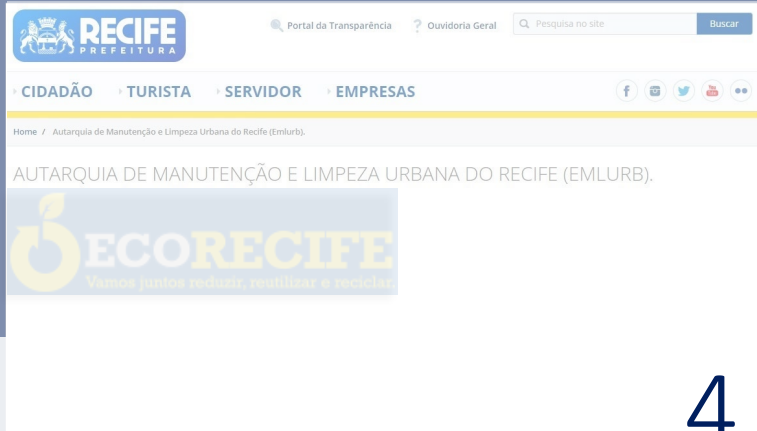 RECIFE
PREFEITURA
Portal da Transparência
? Ouvidoria Geral
Pesquisa no site
Buscar
CIDADÃO
TURISTA
SERVIDOR
EMPRESAS
Home / Autarquia de Manutenção e Limpeza Urbana do Recife (Emlurb).
AUTARQUIA DE MANUTENÇÃO E LIMPEZA URBANA DO RECIFE (EMLURB).
ECORECIFE
Vamos juntos reduzir, reutilizar e reciclar.
4